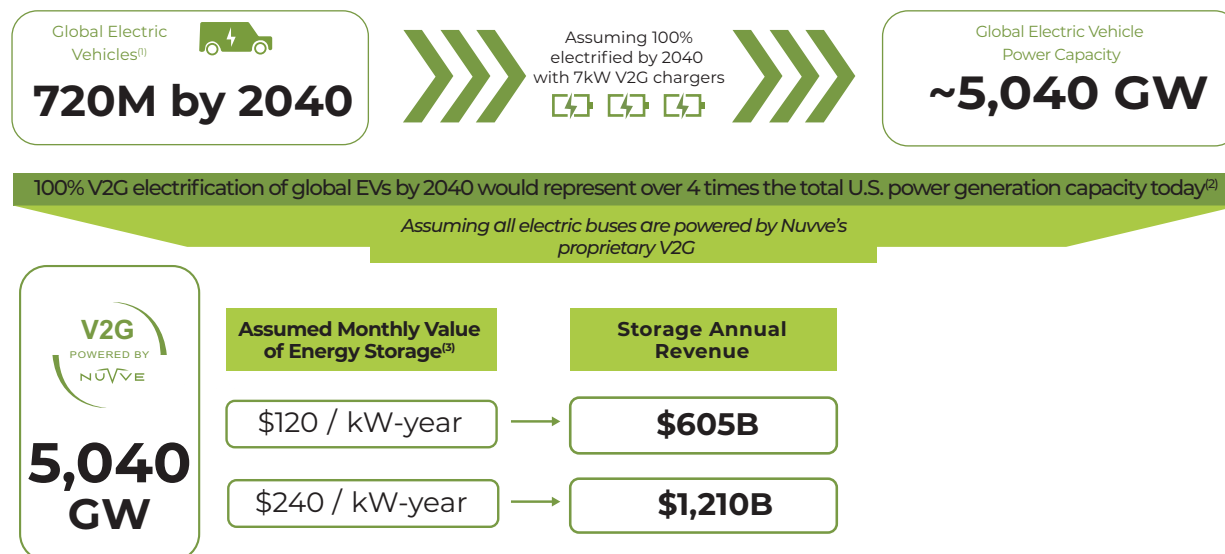 Global Electric
Vehicles(1)
720M by 2040
Assuming 100%
electrified by 2040
with 7kW V2G chargers
Global Electric Vehicle
Power Capacity
~5,040 GW
100% V2G electrification of global EVs by 2040 would represent over 4 times the total U.S. power generation capacity today(2)
Assuming all electric buses are powered by Nuvve's
proprietary V2G
V2G
POWERED BY
NUVVE
5,040
GW
Assumed Monthly Value
of Energy Storage(3)
Storage Annual
Revenue
$120 / kW-year
$605B
$240 / kW-year
$1,210B